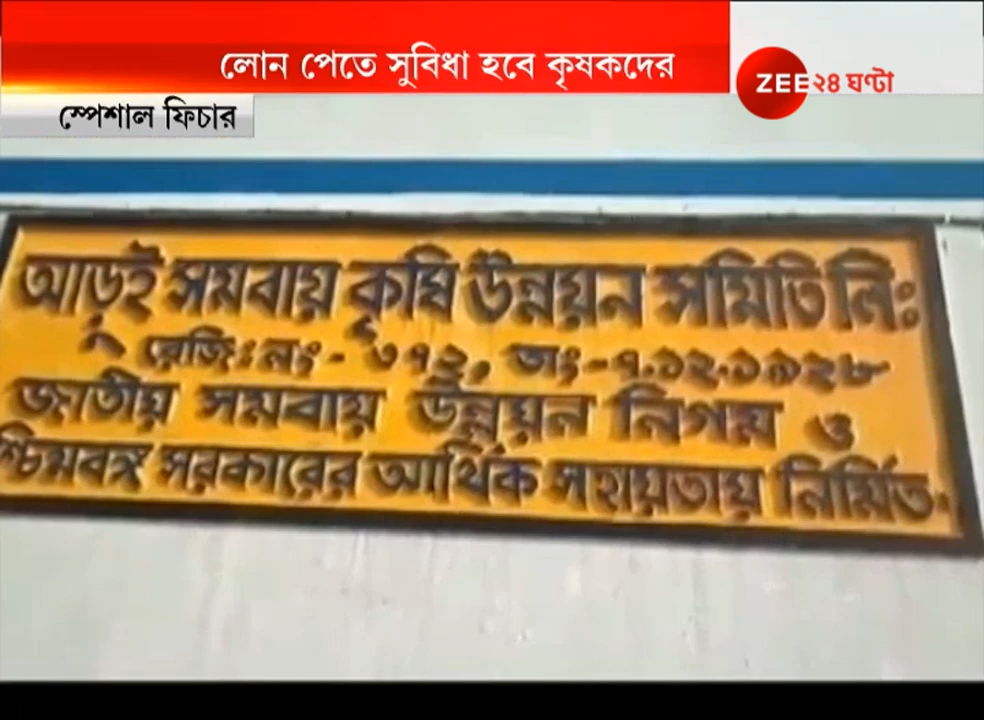 লোন পেতে সুবিধা হবে কৃষকদের
ZEE ২৪ ঘণ্টা
স্পেশাল ফিচার
আড়ুই সমবায় কৃষি উন্নয়ন সমিতি লিঃ
রেজিঃ নং- ৩৭২, তাং-৭.১২.১৯২৮
জাতীয় সমবায় উন্নয়ন নিগম ও
শ্চিমবঙ্গ সরকারের আর্থিক সহায়তায় নির্মিত.